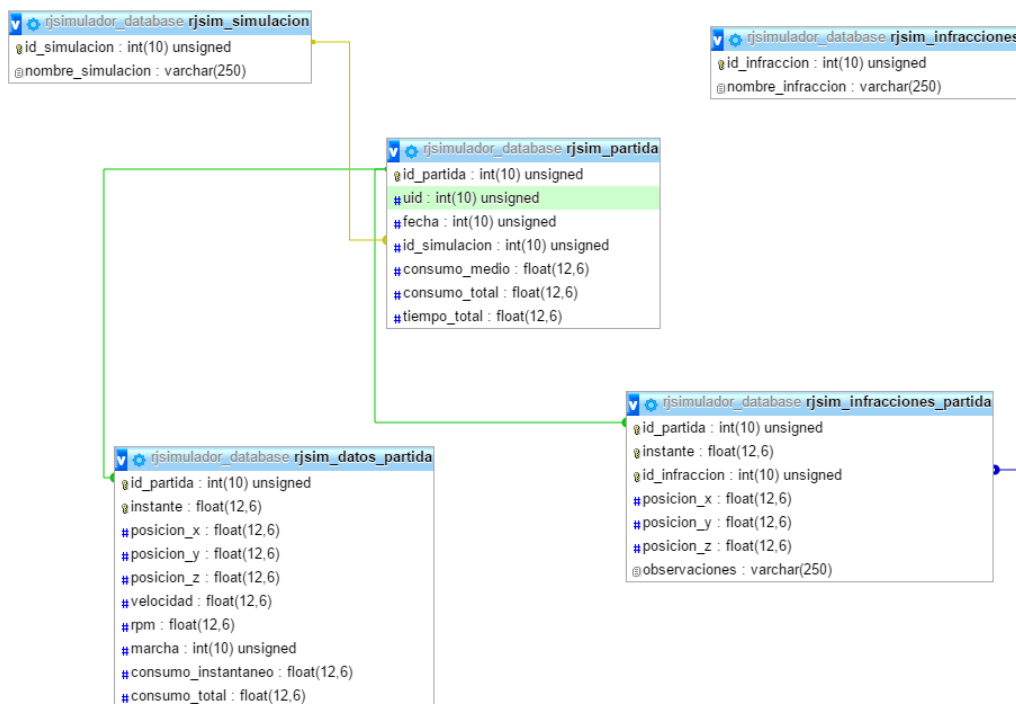 v rjsimulador_database rjsim_simulacion
id_simulacion : int(10) unsigned
nombre_simulacion : varchar(250)
v rjsimulador_database rjsim_infracciones
id_infraccion : int(10) unsigned
nombre_infraccion : varchar(250)
v rjsimulador_database rjsim_partida
id_partida : int(10) unsigned
#uid : int(10) unsigned
#fecha : int(10) unsigned
#id_simulacion : int(10) unsigned
#consumo_medio : float(12,6)
#consumo_total : float(12,6)
#tiempo_total : float(12,6)
v rjsimulador_database rjsim_infracciones_partida
id_partida : int(10) unsigned
instante : float(12,6)
id_infraccion : int(10) unsigned
#posicion_x : float(12,6)
#posicion_y : float(12,6)
#posicion_z : float(12,6)
observaciones : varchar(250)
v rjsimulador_database rjsim_datos_partida
id_partida : int(10) unsigned
instante : float(12,6)
#posicion_x : float(12,6)
#posicion_y : float(12,6)
#posicion_z : float(12,6)
#velocidad : float(12,6)
#rpm : float(12,6)
#marcha : int(10) unsigned
#consumo_instantaneo : float(12,6)
#consumo_total : float(12,6)